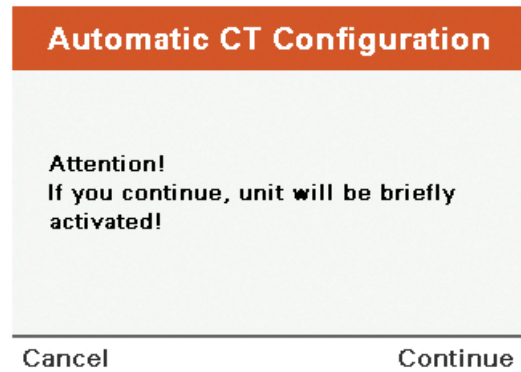 Automatic CT Configuration
Attention!
If you continue, unit will be briefly
activated!
Cancel Continue